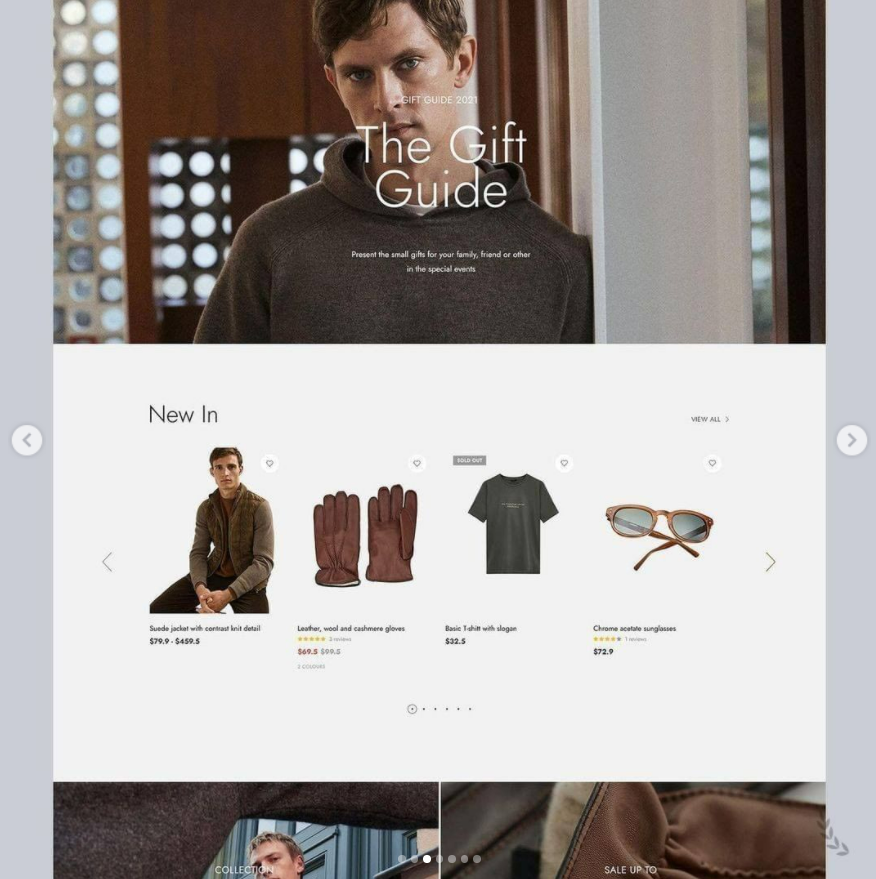 GIFT GUIDE 2021
The Gift
Guide
Present the small gifts for your family, friend or other
in the special events
New In
VIEW ALL
SOLD OUT
Suede jacket with contrast knit detail
$79.9 - $459.5
Leather, wool and cashmere gloves
2 reviews
$69.5 $99.5
2 COLOURS
Basic T-shitt with slogan
$32.5
Chrome acetate sunglasses
1 reviews
$72.9
COLLECTION
SALE UP TO